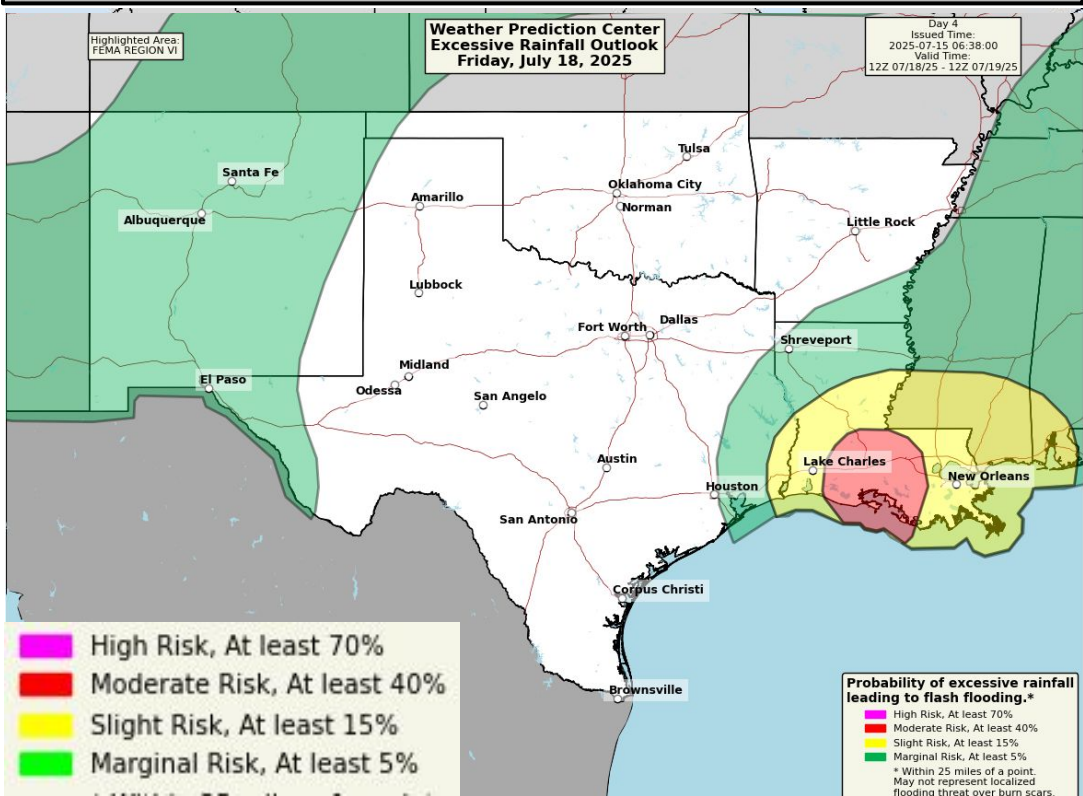 Weather Prediction Center
Excessive Rainfall Outlook
Friday, July 18, 2025
Highlighted Area:
FEMA REGION VI
Day 4
Issued Time:
2025-07-15 06:38:00
Valid Time:
12Z 07/18/25 - 12Z 07/19/25
Santa Fe
Albuquerque
Amarillo
Tulsa
Oklahoma City
Norman
Little Rock
Lubbock
Fort Worth
Dallas
Shreveport
El Paso
Midland
Odessa
San Angelo
Austin
Lake Charles
New Orleans
Houston
San Antonio
Corpus Christi
Brownsville
High Risk, At least 70%
Moderate Risk, At least 40%
Slight Risk, At least 15%
Marginal Risk, At least 5%
Probability of excessive rainfall
leading to flash flooding.*
High Risk, At least 70%
Moderate Risk, At least 40%
Slight Risk, At least 15%
Marginal Risk, At least 5%
* Within 25 miles of a point.
May not represent localized
flooding threat over burn scars.